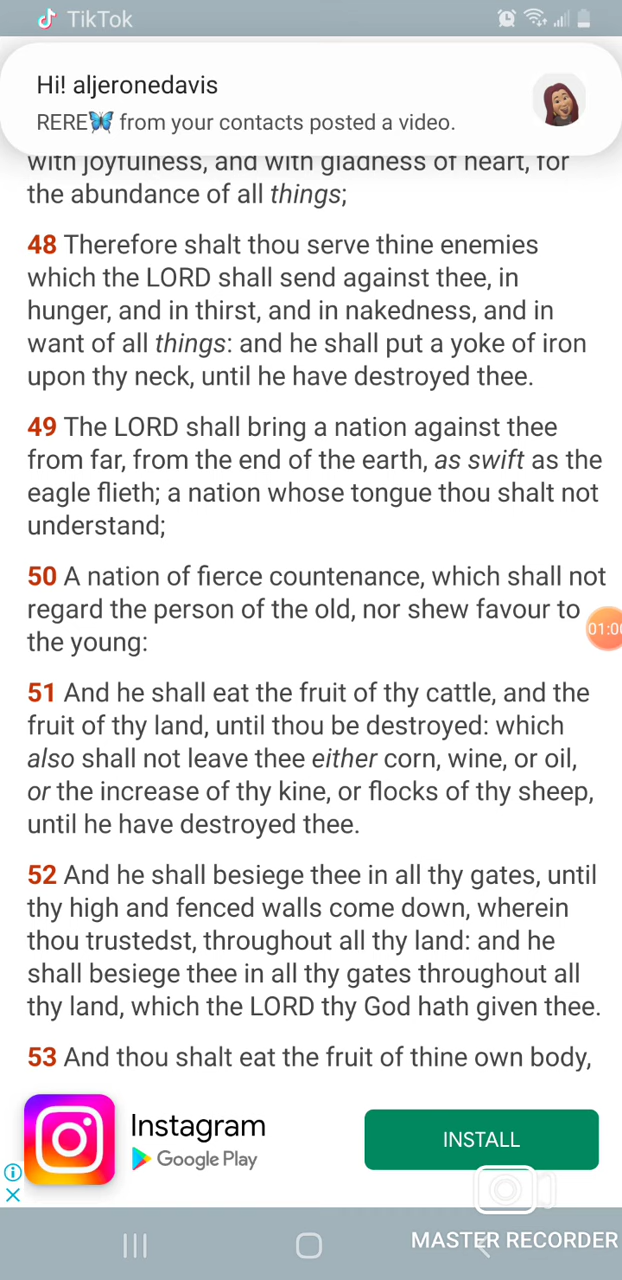 TikTok
Hi! aljeronedavis
RERE🦋 from your contacts posted a video.
with joyfulness, and with gladness of heart, for
the abundance of all things;
48 Therefore shalt thou serve thine enemies
which the LORD shall send against thee, in
hunger, and in thirst, and in nakedness, and in
want of all things: and he shall put a yoke of iron
upon thy neck, until he have destroyed thee.
49 The LORD shall bring a nation against thee
from far, from the end of the earth, as swift as the
eagle flieth; a nation whose tongue thou shalt not
understand;
50 A nation of fierce countenance, which shall not
regard the person of the old, nor shew favour to
the young:
01:00
51 And he shall eat the fruit of thy cattle, and the
fruit of thy land, until thou be destroyed: which
also shall not leave thee either corn, wine, or oil,
or the increase of thy kine, or flocks of thy sheep,
until he have destroyed thee.
52 And he shall besiege thee in all thy gates, until
thy high and fenced walls come down, wherein
thou trustedst, throughout all thy land: and he
shall besiege thee in all thy gates throughout all
thy land, which the LORD thy God hath given thee.
53 And thou shalt eat the fruit of thine own body,
Instagram
Google Play
INSTALL
MASTER RECORDER